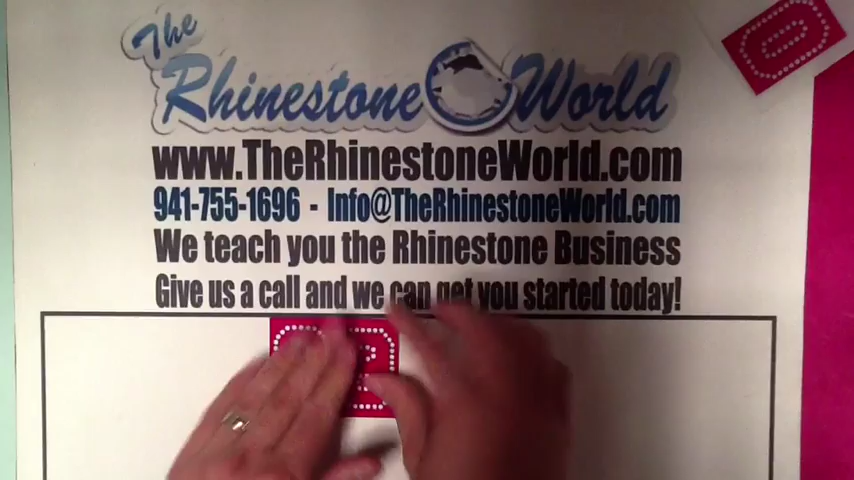 The
Rhinestone World
www.TheRhinestoneWorld.com
941-755-1696 - Info@TheRhinestoneWorld.com
We teach you the Rhinestone Business
Give us a call and we can get you started today!